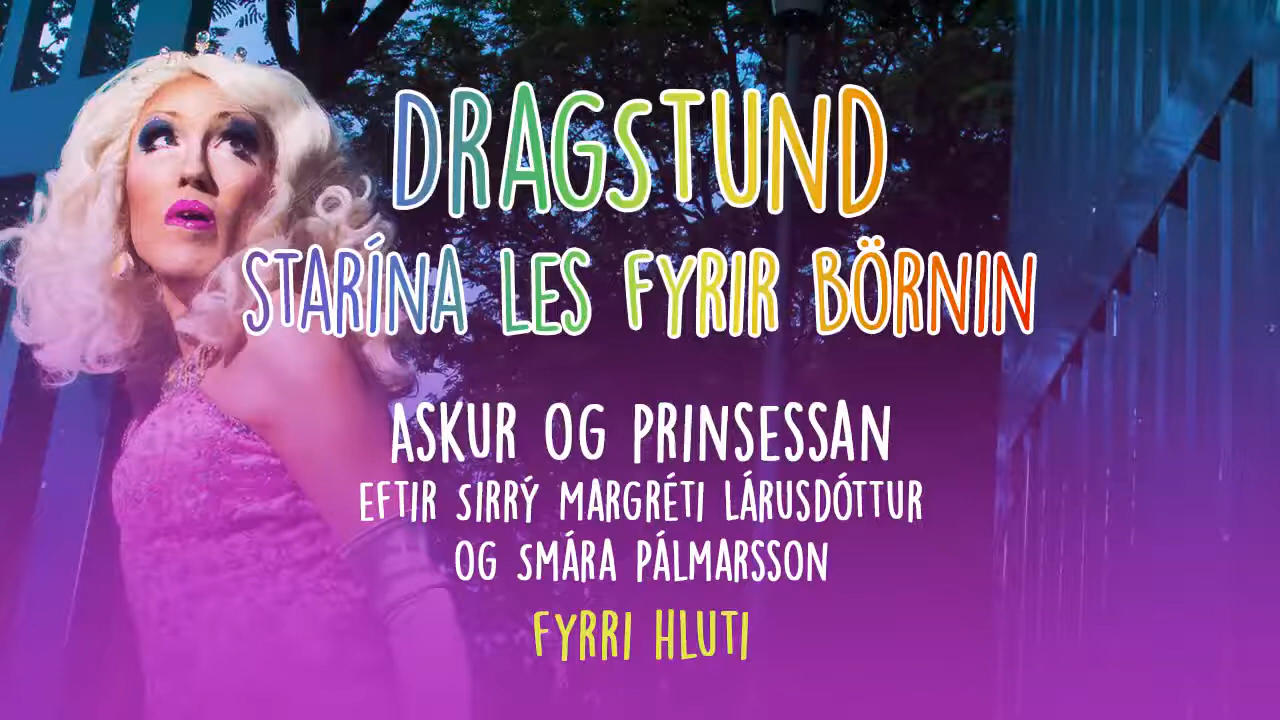 DRAGSTUND
STARÍNA LES FYRIR BÖRNIN
ASKUR OG PRINSESSAN
EFTIR SIRRÝ MARGRÉTI LÁRUSDÓTTUR
OG SMÁRA PÁLMARSSON
FYRRI HLUTI